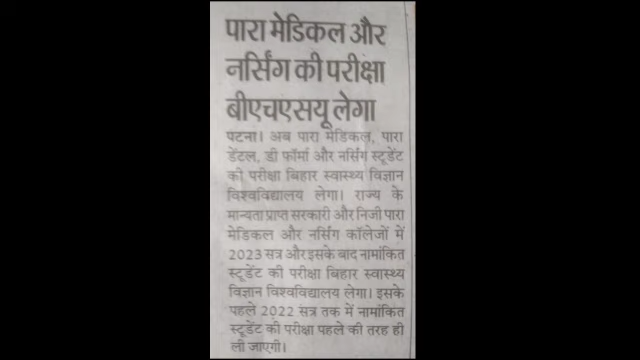 पारा मेडिकल और
नर्सिंग की परीक्षा
बीएचएसयू लेगा
पटना। अब पारा मेडिकल, पारा
डेंटल, डी फॉर्मा और नर्सिंग स्टूडेंट
की परीक्षा बिहार स्वास्थ्य विज्ञान
विश्वविद्यालय लेगा। राज्य के
मान्यता प्राप्त सरकारी और निजी पारा
मेडिकल और नर्सिंग कॉलेजों में
2023 सत्र और इसके बाद नामांकित
स्टूडेंट की परीक्षा बिहार स्वास्थ्य
विज्ञान विश्वविद्यालय लेगा। इसके
पहले 2022 सत्र तक में नामांकित
स्टूडेंट की परीक्षा पहले की तरह ही
ली जाएगी।